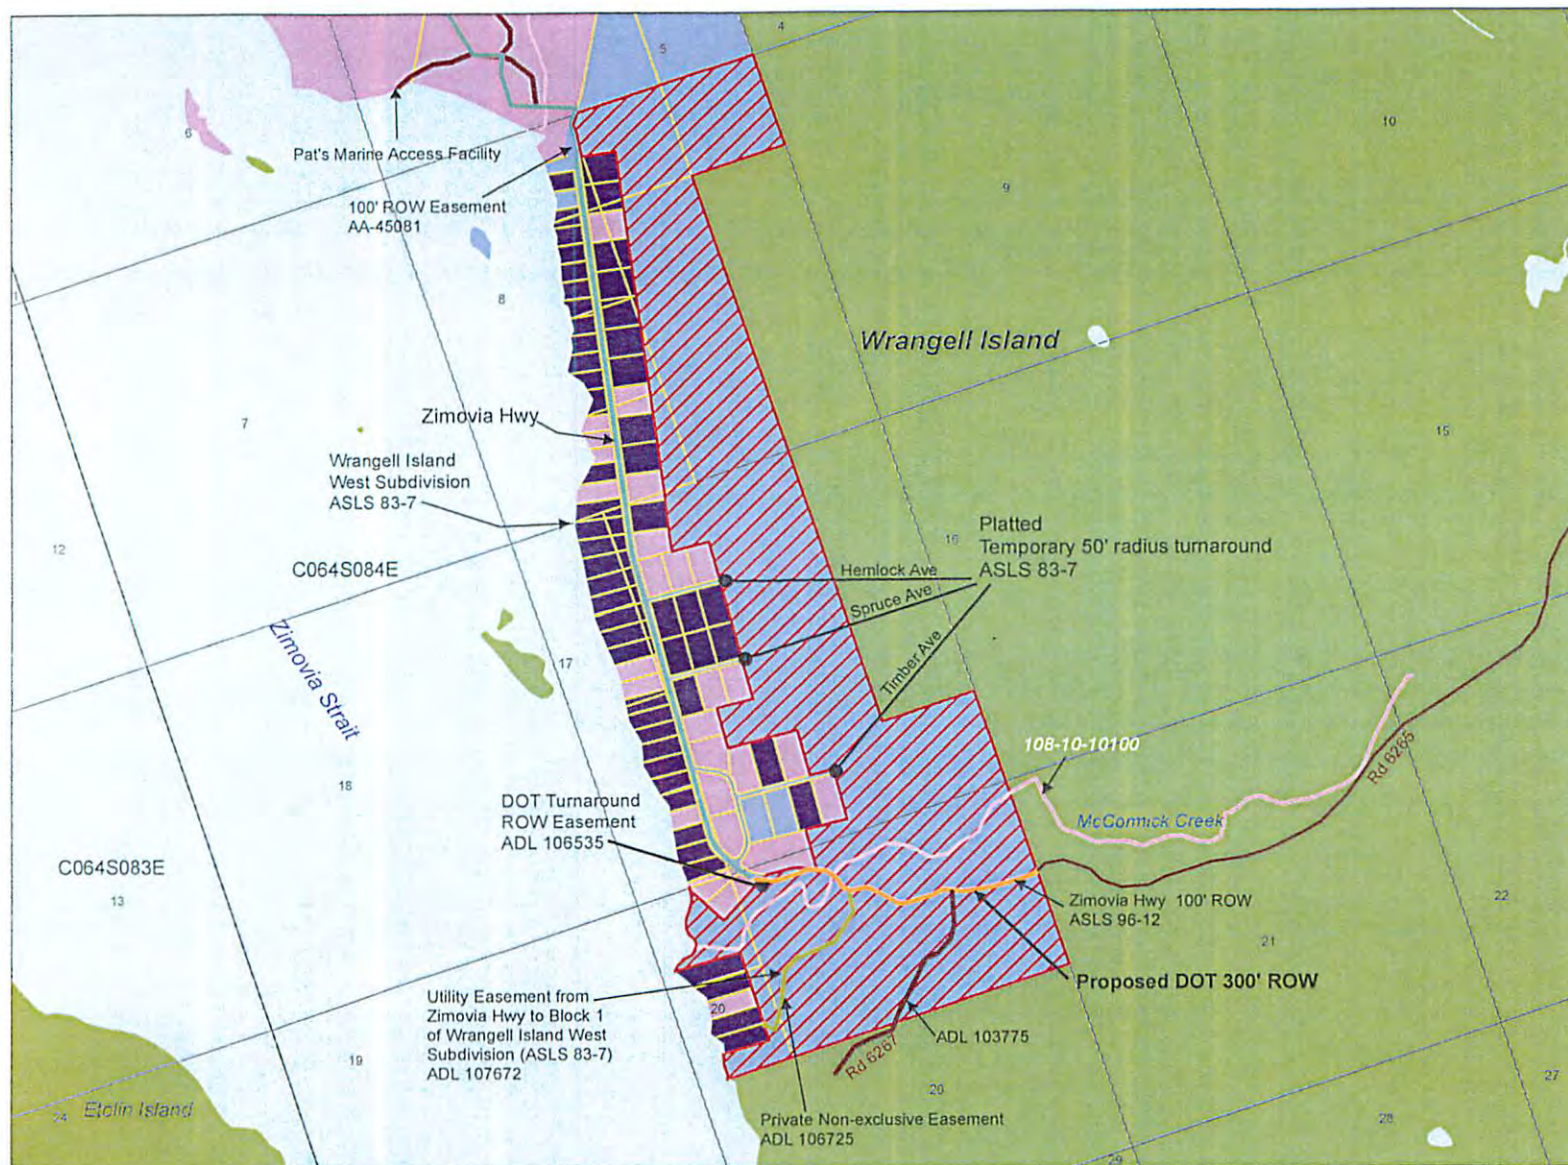 5
4
10
6
Pat's Marine Access Facility
9
100' ROW Easement
AA-45081
1
8
Wrangell Island
Zimovia Hwy
7
15
Wrangell Island
West Subdivision
ASLS 83-7
12
Platted
Temporary 50' radius turnaround
ASLS 83-7
16
C064S084E
Hemlock Ave
Spruce Ave
Timber Ave
Zimovia Strait
17
108-10-10100
Rd 6265
18
DOT Turnaround
ROW Easement
ADL 106535
McCormick Creek
C064S083E
13
Zimovia Hwy 100' ROW
ASLS 96-12
22
21
Proposed DOT 300' ROW
Utility Easement from
Zimovia Hwy to Block 1
of Wrangell Island West
Subdivision (ASLS 83-7)
ADL 107672
20
ADL 103775
Rd 6267
19
20
27
24
Etolin Island
Private Non-exclusive Easement
ADL 106725
28
29